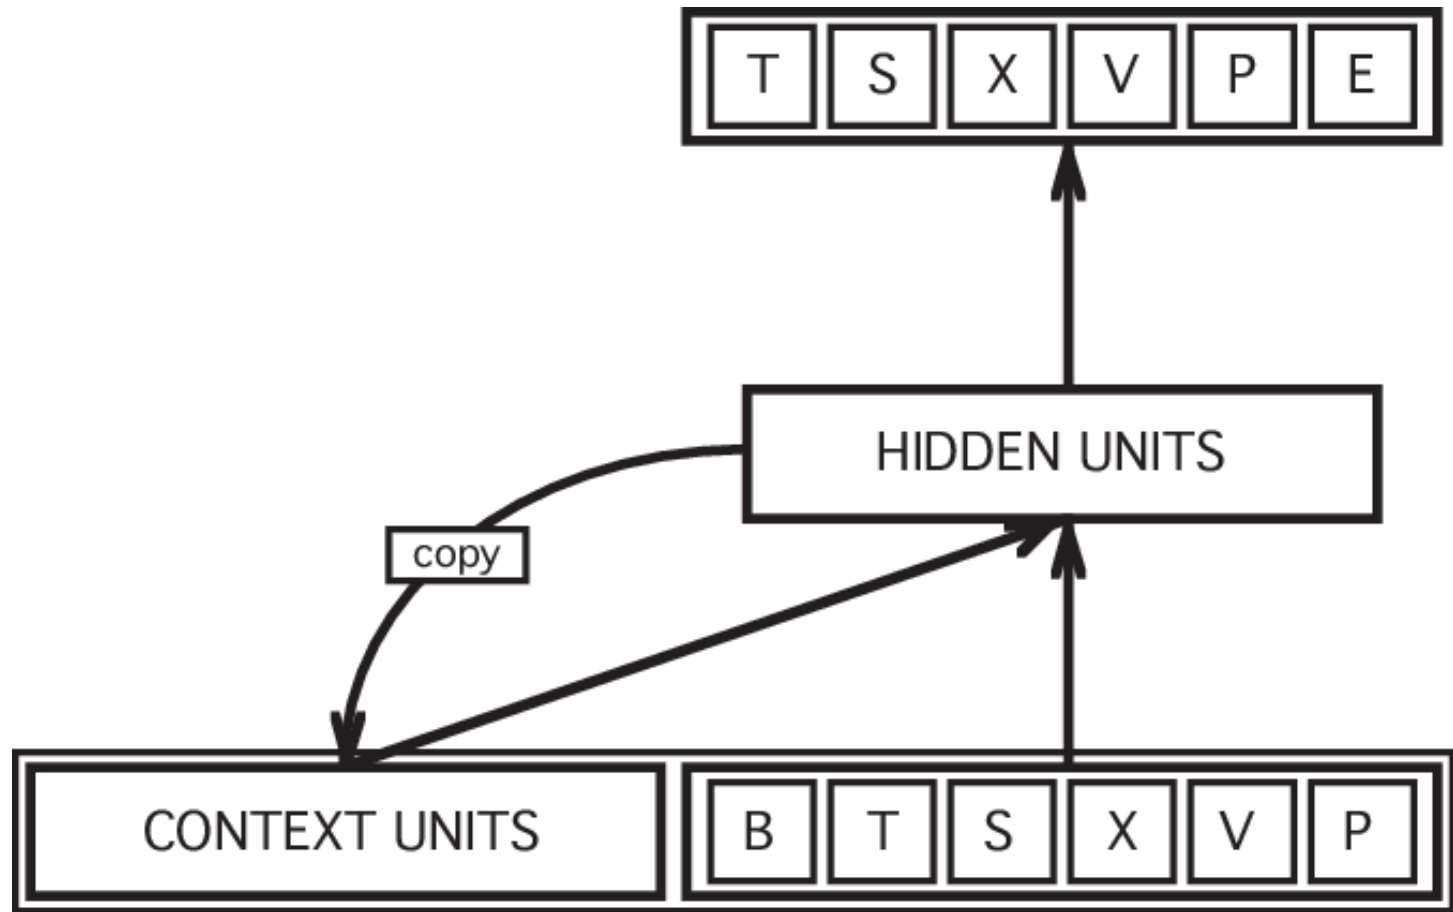 T S X V P E
HIDDEN UNITS
copy
CONTEXT UNITS
B T S X V P